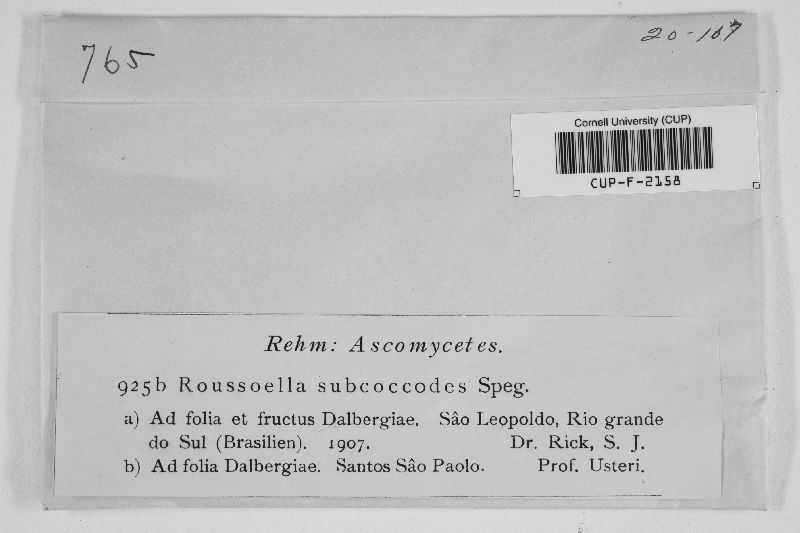 765
20-107
Cornell University (CUP)
CUP-F-2158
Rehm: Ascomycetes.
925b Roussoella subcoccodes Speg.
a) Ad folia et fructus Dalbergiae. Sâo Leopoldo, Rio grande
do Sul (Brasilien). 1907. Dr. Rick, S. J.
b) Ad folia Dalbergiae. Santos Sâo Paolo. Prof. Usteri.